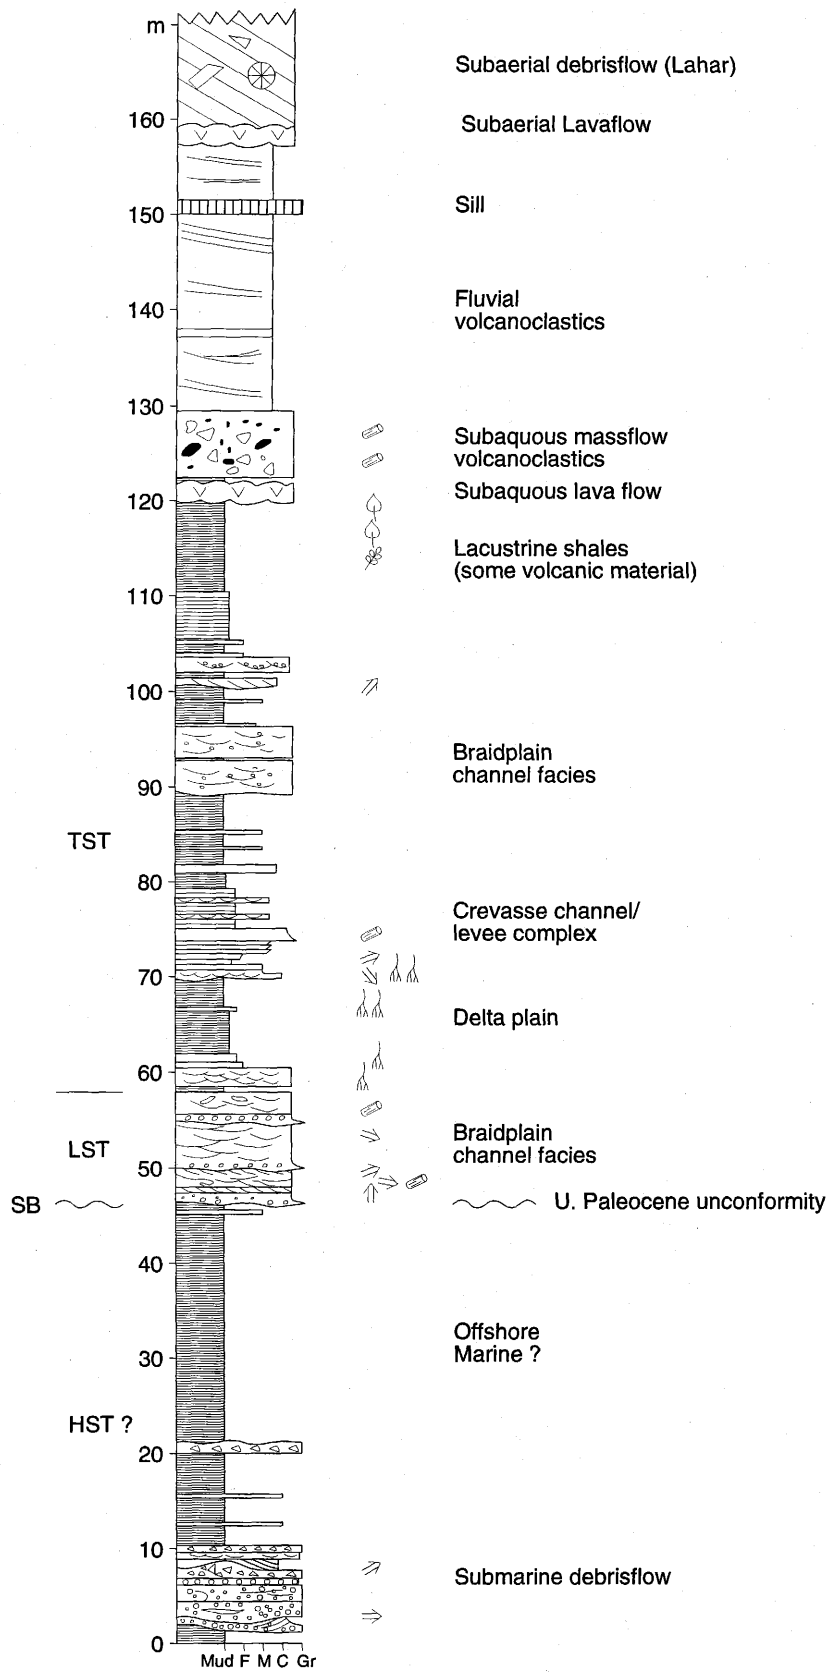 m
Subaerial debrisflow (Lahar)
160
Subaerial Lavaflow
Sill
150
140
Fluvial
volcanoclastics
130
Subaquous massflow
volcanoclastics
Subaquous lava flow
120
Lacustrine shales
(some volcanic material)
110
100
Braidplain
channel facies
90
TST
80
Crevasse channel/
levee complex
70
Delta plain
60
LST
Braidplain
channel facies
50
SB
U. Paleocene unconformity
40
Offshore
Marine ?
30
HST ?
20
10
Submarine debrisflow
0
Mud F M C Gr